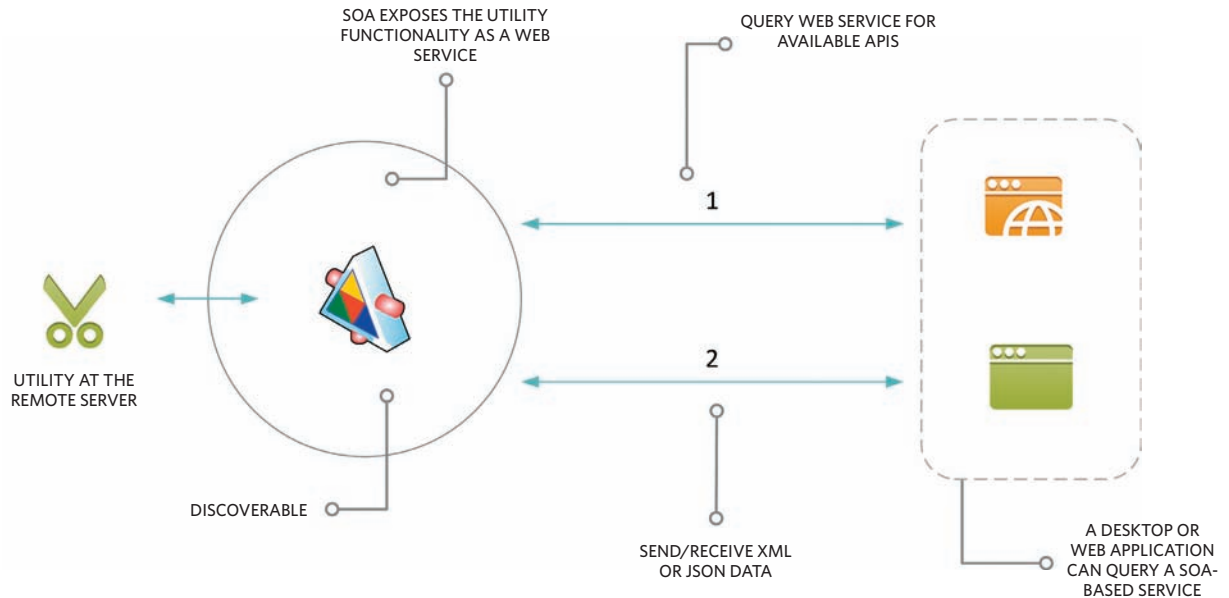 SOA EXPOSES THE UTILITY
FUNCTIONALITY AS A WEB
SERVICE
QUERY WEB SERVICE FOR
AVAILABLE APIS
1
UTILITY AT THE
REMOTE SERVER
2
DISCOVERABLE
SEND/RECEIVE XML
OR JSON DATA
A DESKTOP OR
WEB APPLICATION
CAN QUERY A SOA-
BASED SERVICE